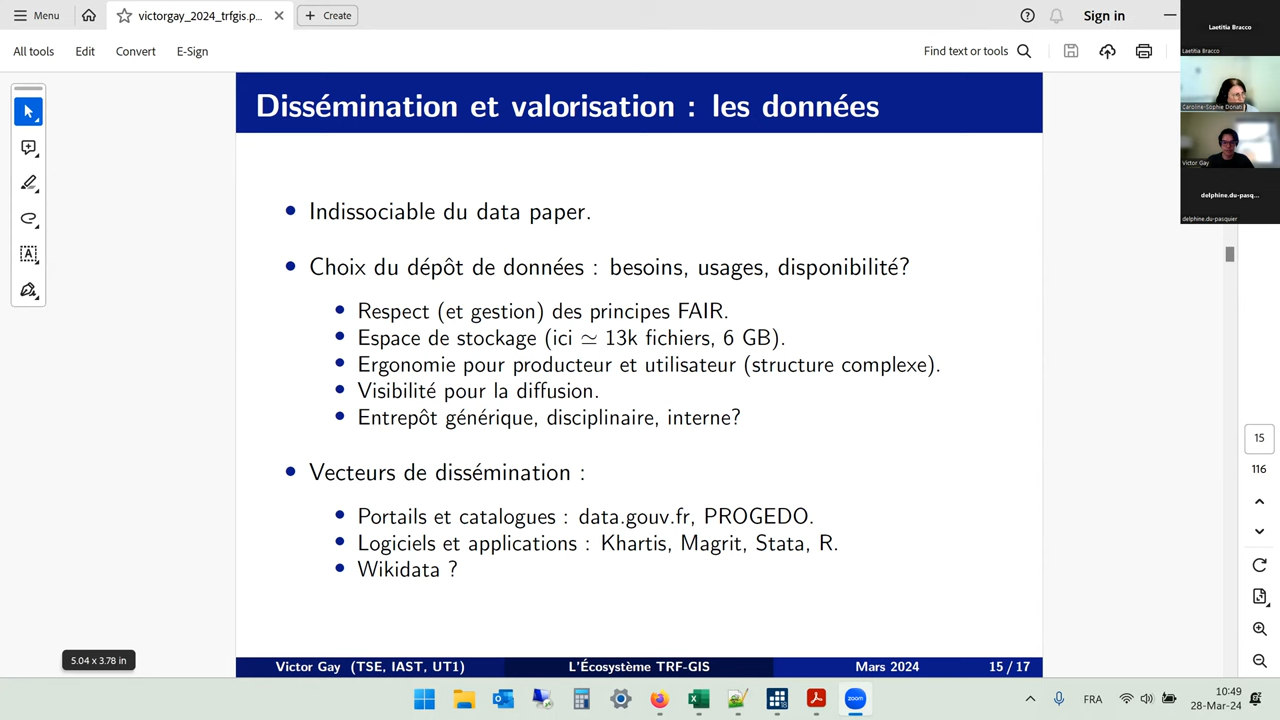 Menu
victorgay_2024_trfgis.p...
Create
Sign in
All tools
Edit
Convert
E-Sign
Find text or tools
Laetitia Bracco
Laetitia Bracco
Caroline-Sophie Donati
Victor Gay
delphine.du-pasq...
delphine.du-pasquier
Dissémination et valorisation : les données
• Indissociable du data paper.
• Choix du dépôt de données : besoins, usages, disponibilité?
• Respect (et gestion) des principes FAIR.
• Espace de stockage (ici ≃ 13k fichiers, 6 GB).
• Ergonomie pour producteur et utilisateur (structure complexe).
• Visibilité pour la diffusion.
• Entrepôt générique, disciplinaire, interne?
• Vecteurs de dissémination :
• Portails et catalogues : data.gouv.fr, PROGEDO.
• Logiciels et applications : Khartis, Magrit, Stata, R.
• Wikidata ?
15
116
5.04 x 3.78 in
Victor Gay (TSE, IAST, UT1)
L'Écosystème TRF-GIS
Mars 2024
15 / 17
zoom
FRA
10:49
28-Mar-24